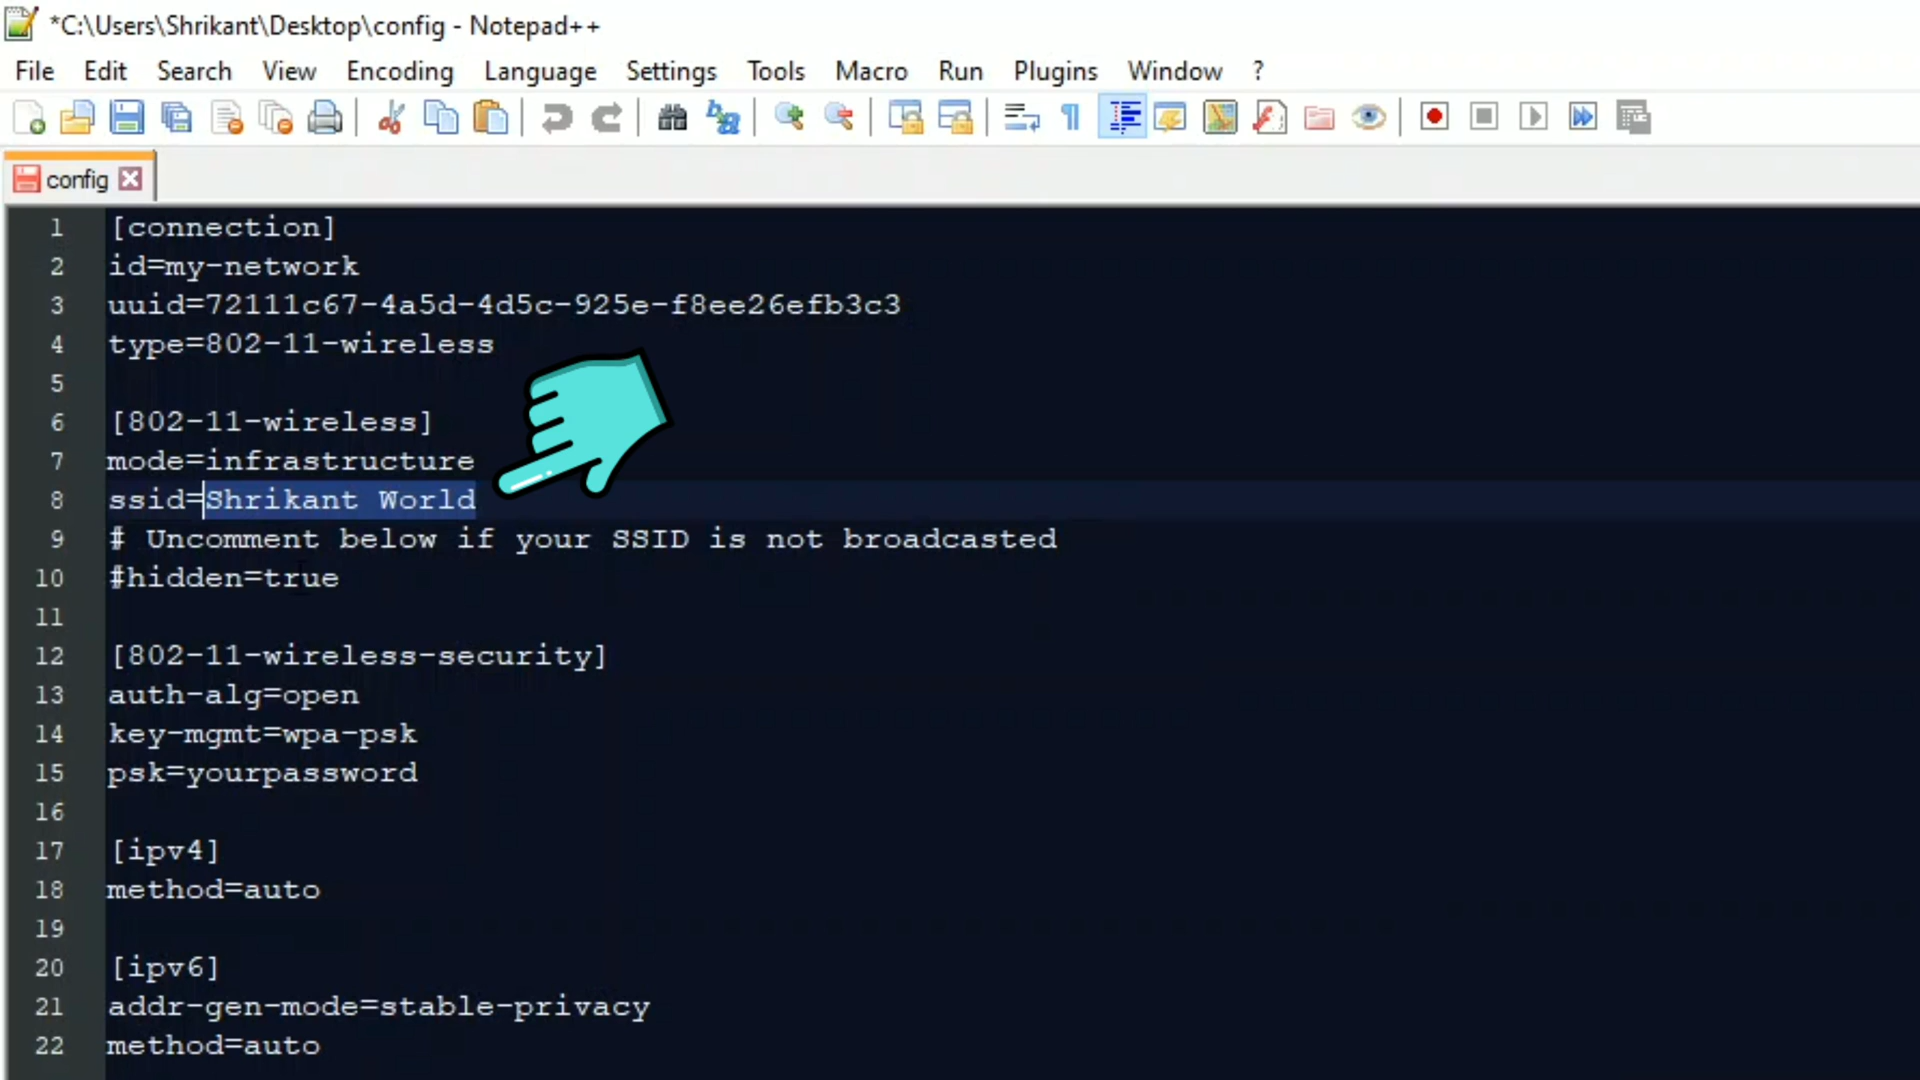 *C:\Users\Shrikant\Desktop\config - Notepad++
File Edit Search View Encoding Language Settings Tools Macro Run Plugins Window ?
config
1 [connection]
2 id=my-network
3 uuid=72111c67-4a5d-4d5c-925e-f8ee26efb3c3
4 type=802-11-wireless
5
6 [802-11-wireless]
7 mode=infrastructure
8 ssid=Shrikant World
9 # Uncomment below if your SSID is not broadcasted
10 #hidden=true
11
12 [802-11-wireless-security]
13 auth-alg=open
14 key-mgmt=wpa-psk
15 psk=yourpassword
16
17 [ipv4]
18 method=auto
19
20 [ipv6]
21 addr-gen-mode=stable-privacy
22 method=auto